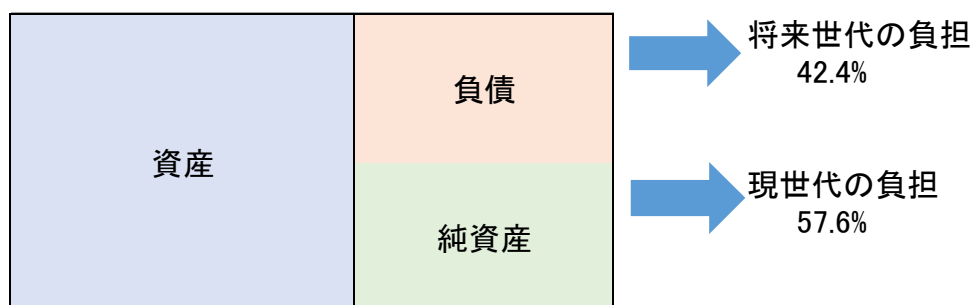 資産
負債
純資産
将来世代の負担
42.4%
現世代の負担
57.6%